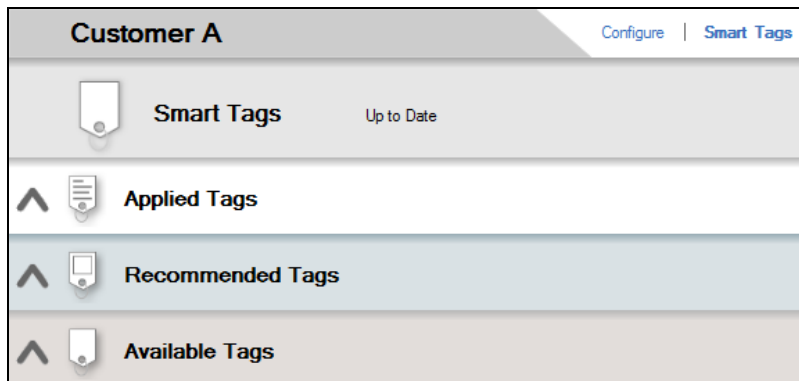 Customer A
Configure | Smart Tags
Smart Tags Up to Date
Applied Tags
Recommended Tags
Available Tags